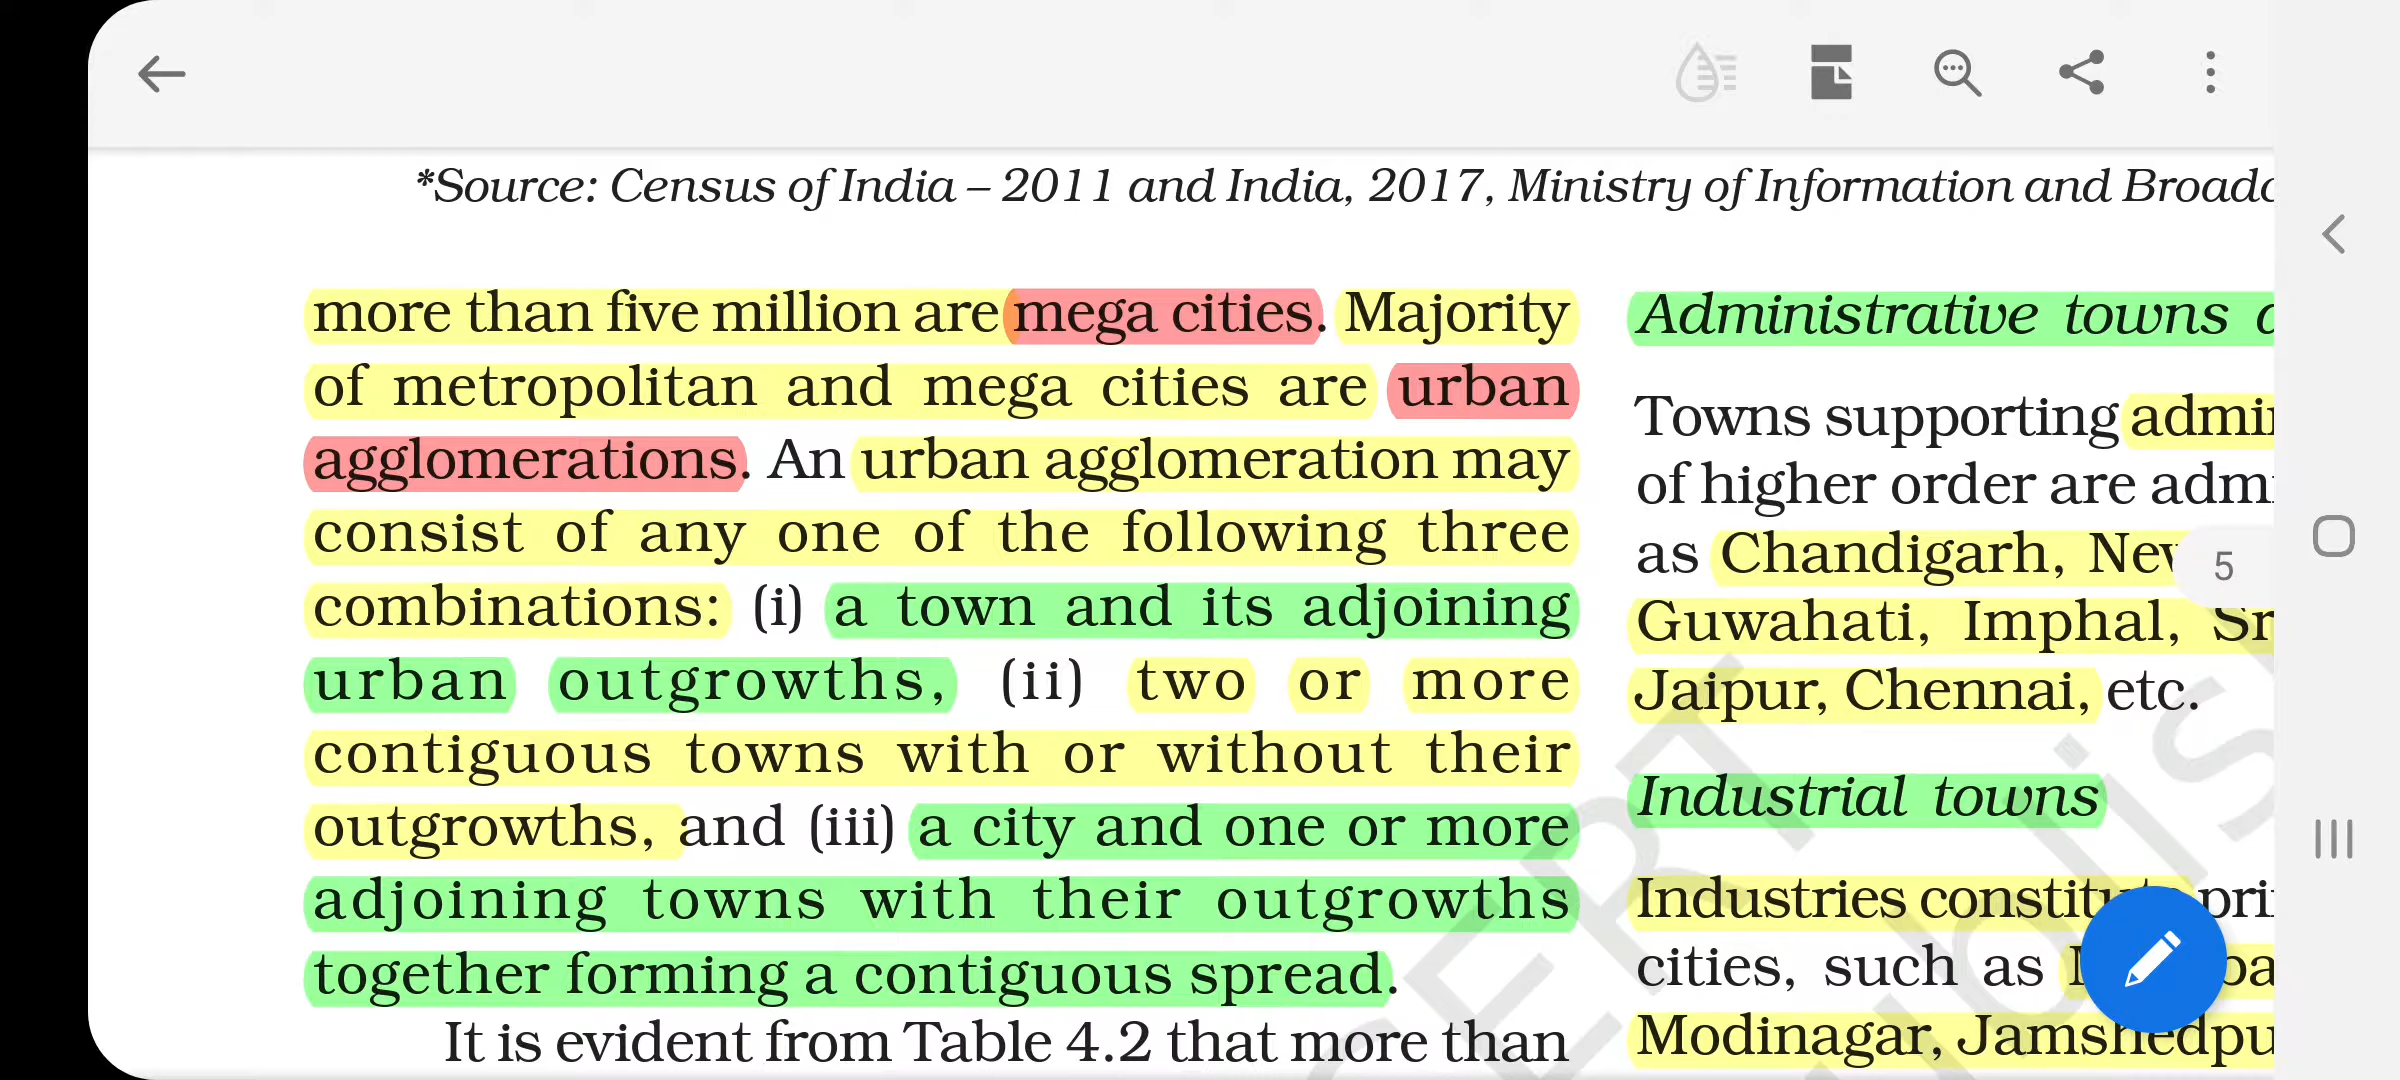 *Source: Census of India – 2011 and India, 2017, Ministry of Information and
more than five million are mega cities. Majority
of metropolitan and mega cities are urban
agglomerations. An urban agglomeration may
consist of any one of the following three
combinations: (i) a town and its adjoining
urban outgrowths, (ii) two or more
contiguous towns with or without their
outgrowths, and (iii) a city and one or more
adjoining towns with their outgrowths
together forming a contiguous spread.
It is evident from Table 4.2 that more than
Administrative towns
Towns supporting
of higher order are
as Chandigarh,
Guwahati, Imphal,
Jaipur, Chennai, etc.
Industrial towns
Industries
cities, such as
Modinagar,
5